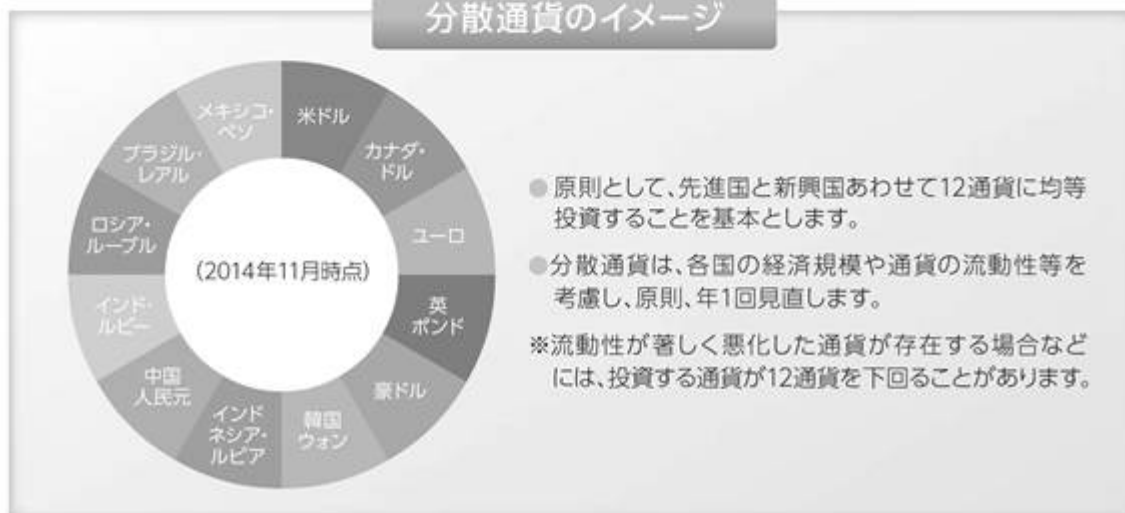 分散通貨のイメージ
米ドル
カナダ・
ドル
ユーロ
英
ポンド
豪ドル
韓国
ウォン
インド
ネシア・
ルピア
中国
人民元
インド・
ルピー
ロシア・
ルーブル
ブラジル・
レアル
メキシコ・
ペソ
(2014年11月時点)
●原則として、先進国と新興国あわせて12通貨に均等
投資することを基本とします。
●分散通貨は、各国の経済規模や通貨の流動性等を
考慮し、原則、年1回見直します。
※流動性が著しく悪化した通貨が存在する場合など
には、投資する通貨が12通貨を下回ることがあります。